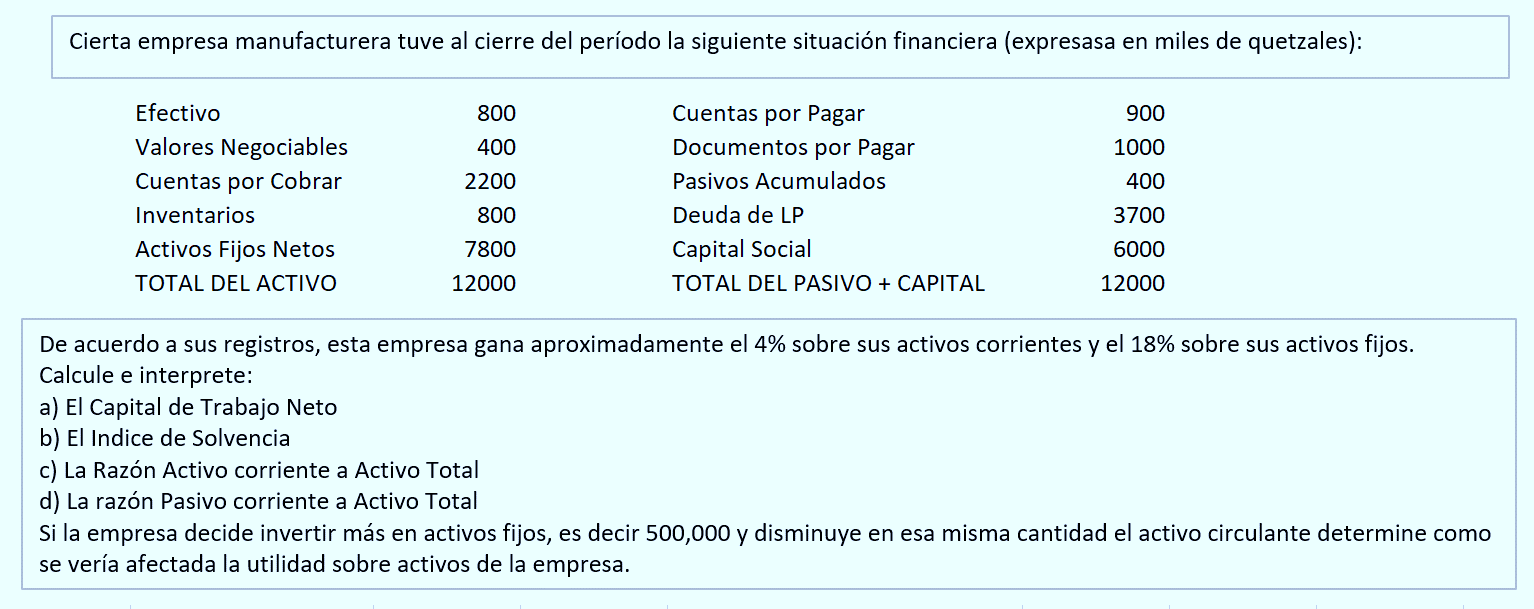 Cierta empresa manufacturera tuve al cierre del período la siguiente situación financiera (expresasa en miles de quetzales):
Efectivo 800 Cuentas por Pagar 900
Valores Negociables 400 Documentos por Pagar 1000
Cuentas por Cobrar 2200 Pasivos Acumulados 400
Inventarios 800 Deuda de LP 3700
Activos Fijos Netos 7800 Capital Social 6000
TOTAL DEL ACTIVO 12000 TOTAL DEL PASIVO + CAPITAL 12000
De acuerdo a sus registros, esta empresa gana aproximadamente el 4% sobre sus activos corrientes y el 18% sobre sus activos fijos.
Calcule e interprete:
a) El Capital de Trabajo Neto
b) El Indice de Solvencia
c) La Razón Activo corriente a Activo Total
d) La razón Pasivo corriente a Activo Total
Si la empresa decide invertir más en activos fijos, es decir 500,000 y disminuye en esa misma cantidad el activo circulante determine como
se vería afectada la utilidad sobre activos de la empresa.